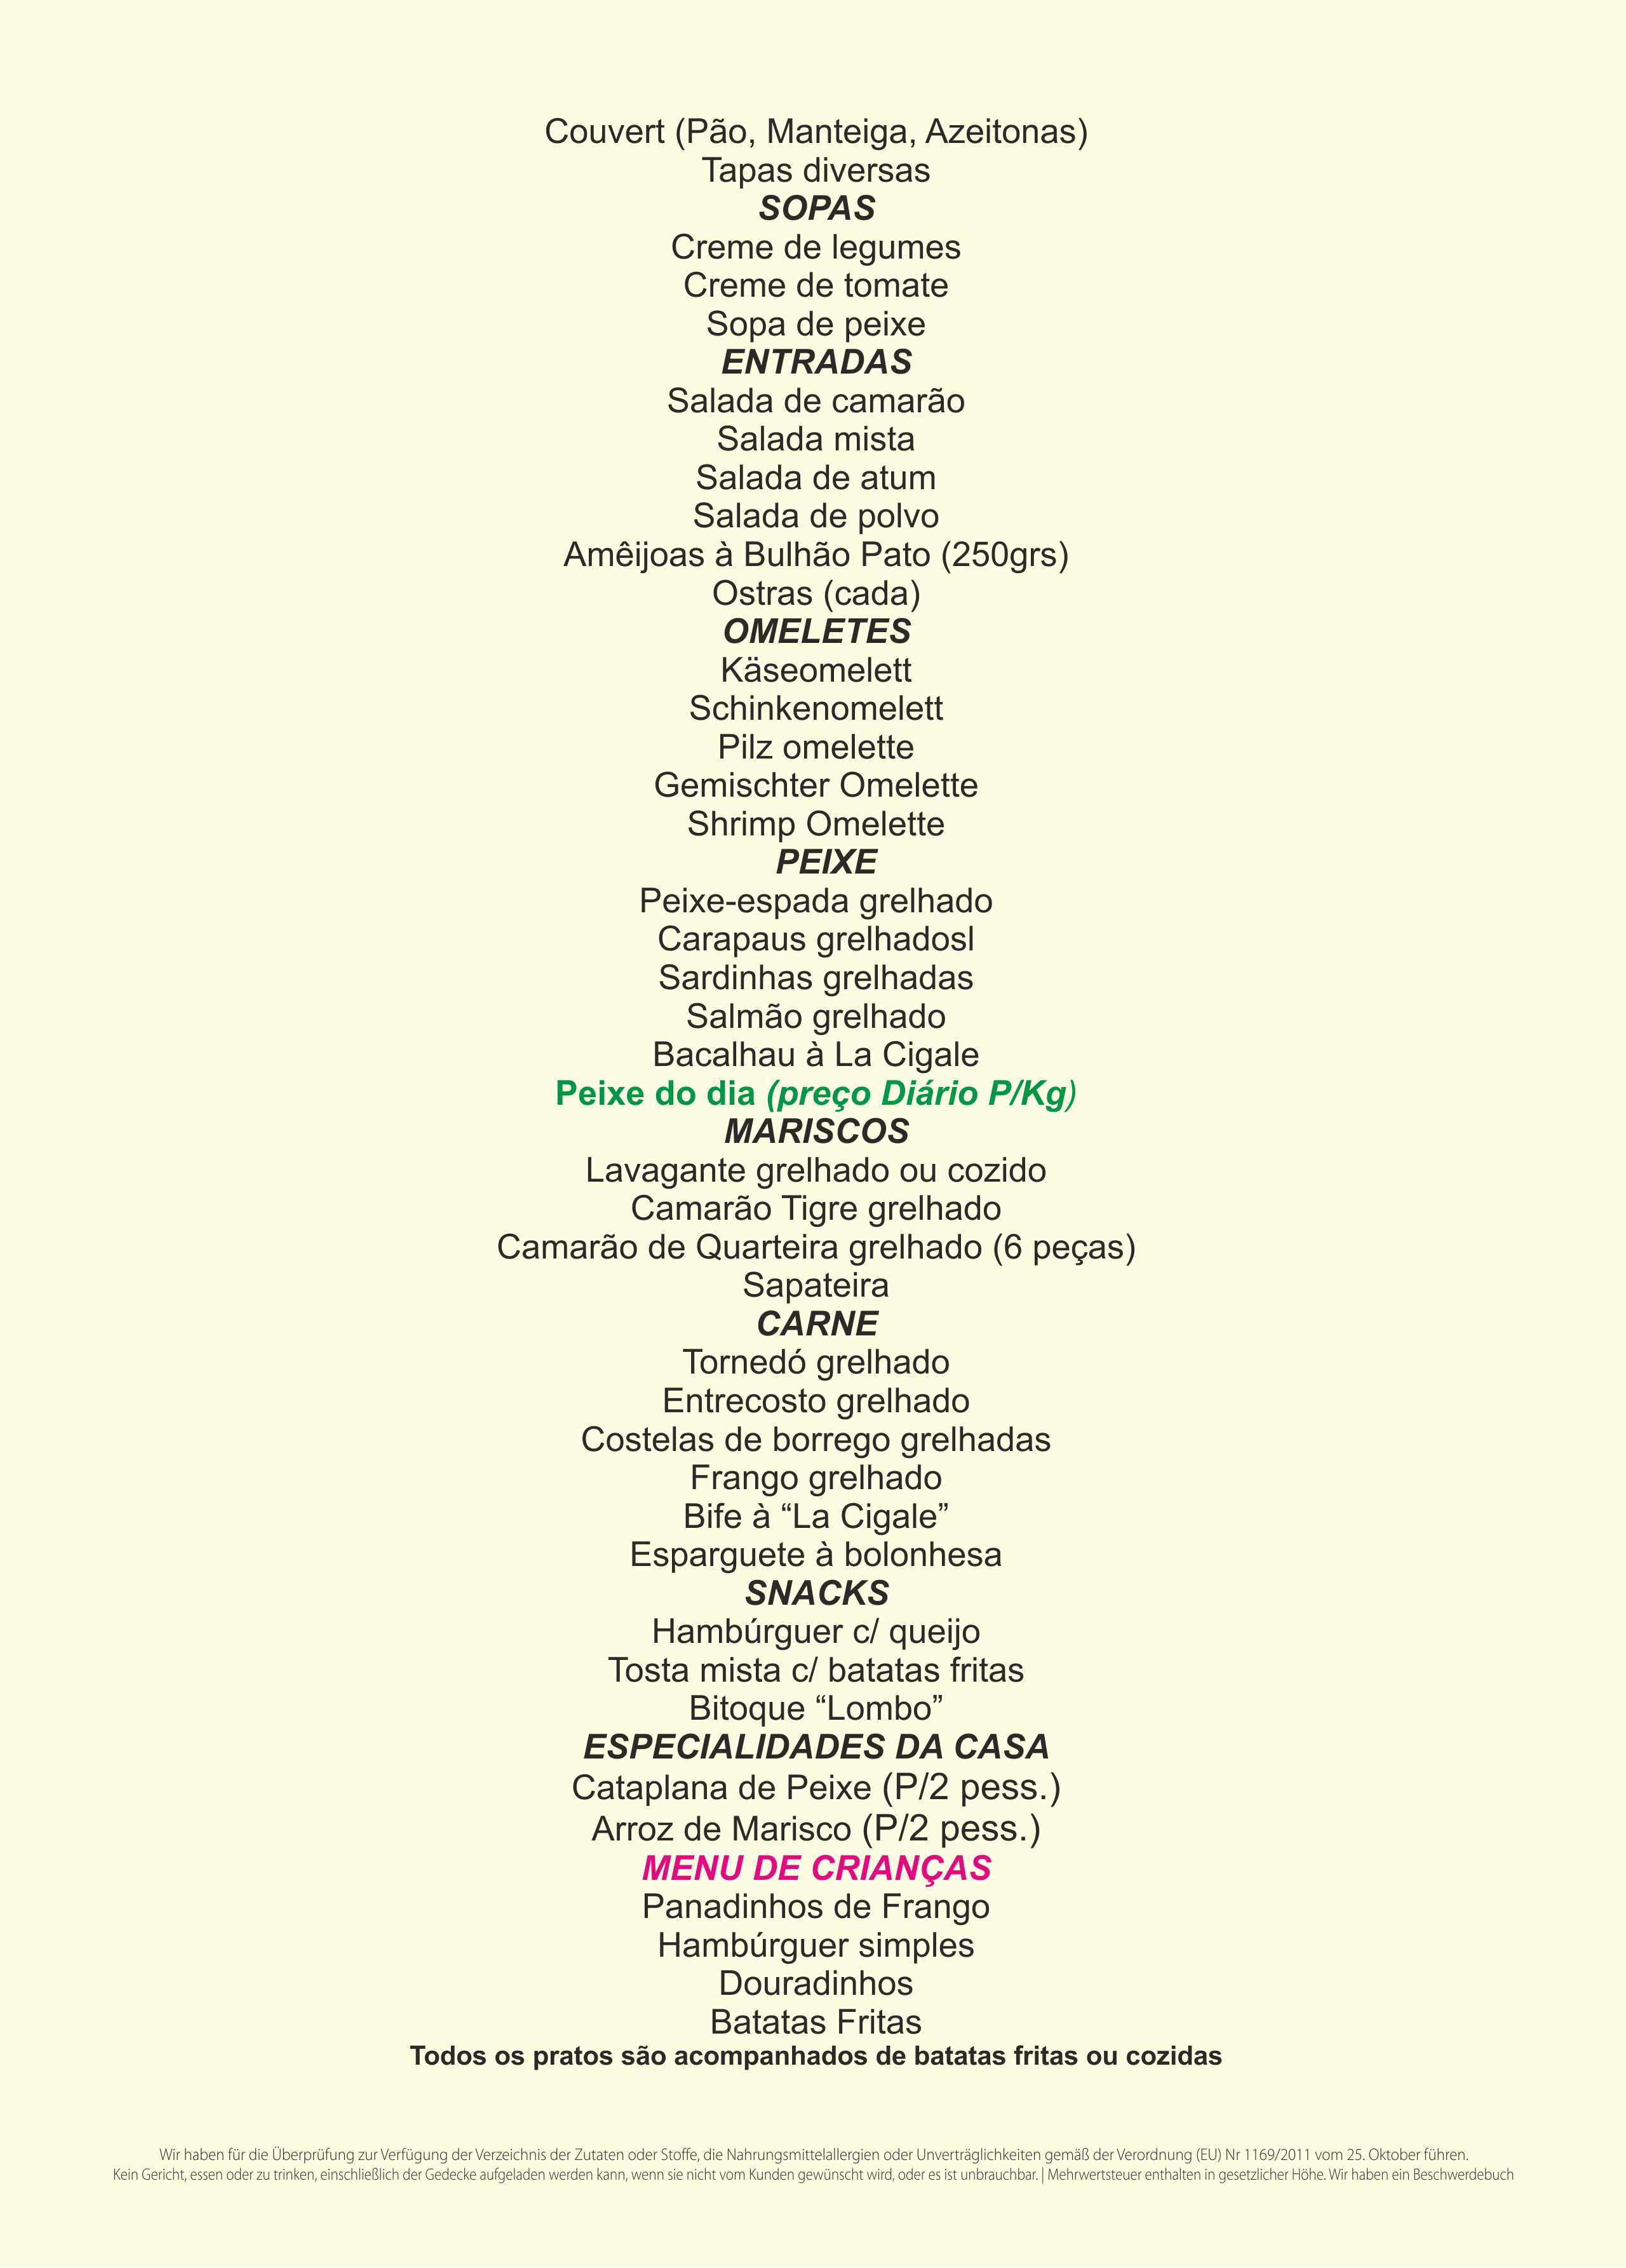 Couvert (Pão, Manteiga, Azeitonas)
Tapas diversas
SOPAS
Creme de legumes
Creme de tomate
Sopa de peixe
ENTRADAS
Salada de camarão
Salada mista
Salada de atum
Salada de polvo
Amêijoas à Bulhão Pato (250grs)
Ostras (cada)
OMELETES
Käseomelett
Schinkenomelett
Pilz omelette
Gemischter Omelette
Shrimp Omelette
PEIXE
Peixe-espada grelhado
Carapaus grelhadosl
Sardinhas grelhadas
Salmão grelhado
Bacalhau à La Cigale
Peixe do dia (preço Diário P/Kg)
MARISCOS
Lavagante grelhado ou cozido
Camarão Tigre grelhado
Camarão de Quarteira grelhado (6 peças)
Sapateira
CARNE
Tornedó grelhado
Entrecosto grelhado
Costelas de borrego grelhadas
Frango grelhado
Bife à “La Cigale”
Esparguete à bolonhesa
SNACKS
Hambúrguer c/ queijo
Tosta mista c/ batatas fritas
Bitoque “Lombo”
ESPECIALIDADES DA CASA
Cataplana de Peixe (P/2 pess.)
Arroz de Marisco (P/2 pess.)
MENU DE CRIANÇAS
Panadinhos de Frango
Hambúrguer simples
Douradinhos
Batatas Fritas
Todos os pratos são acompanhados de batatas fritas ou cozidas
Wir haben für die Überprüfung zur Verfügung der Verzeichnis der Zutaten oder Stoffe, die Nahrungsmittelallergien oder Unverträglichkeiten gemäß der Verordnung (EU) Nr 1169/2011 vom 25. Oktober führen.
Kein Gericht, essen oder zu trinken, einschließlich der Gedecke aufgeladen werden kann, wenn sie nicht vom Kunden gewünscht wird, oder es ist unbrauchbar. | Mehrwertsteuer enthalten in gesetzlicher Höhe. Wir haben ein Beschwerdebuch